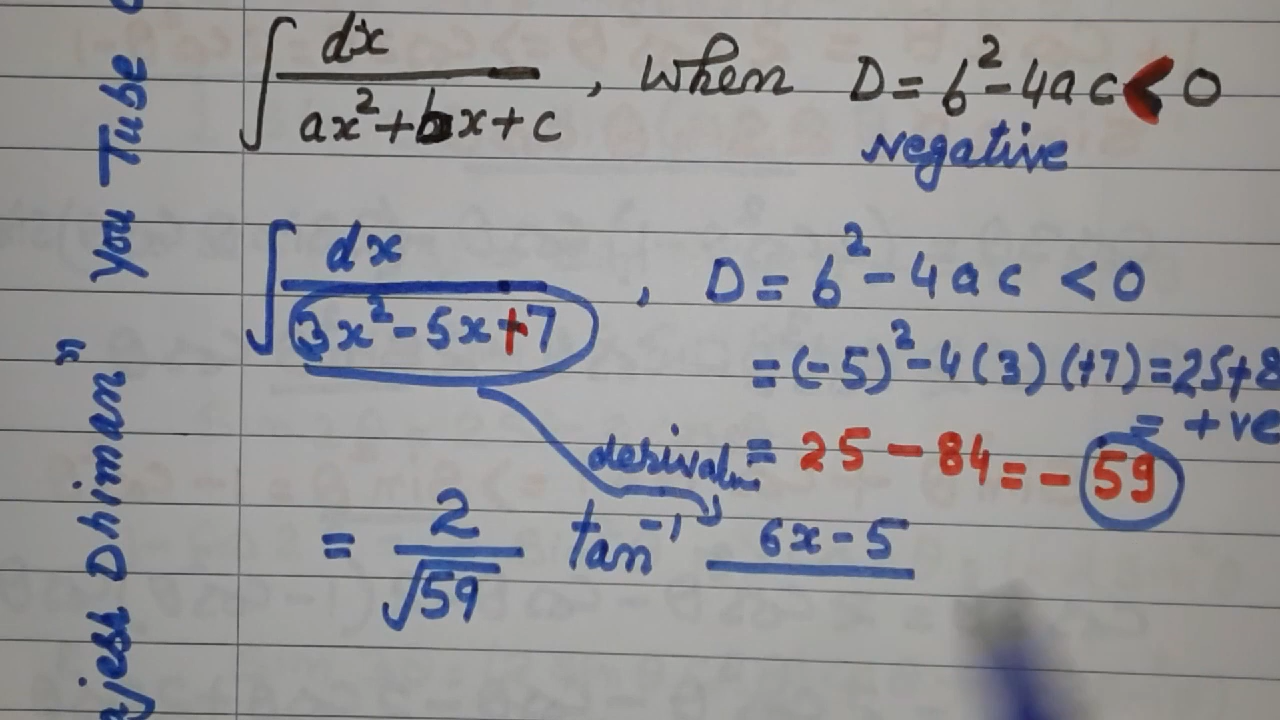 ∫ dx / (ax² + bx + c) , when D = b² - 4ac < 0
Negative
∫ dx / (3x² - 5x + 7) , D = b² - 4ac < 0
= (-5)² - 4(3)(+7) = 25 + 8
= +ve
= 25 - 84 = - 59
= 2/√59 tan⁻¹ 6x - 5
You Tube
Dhiman"